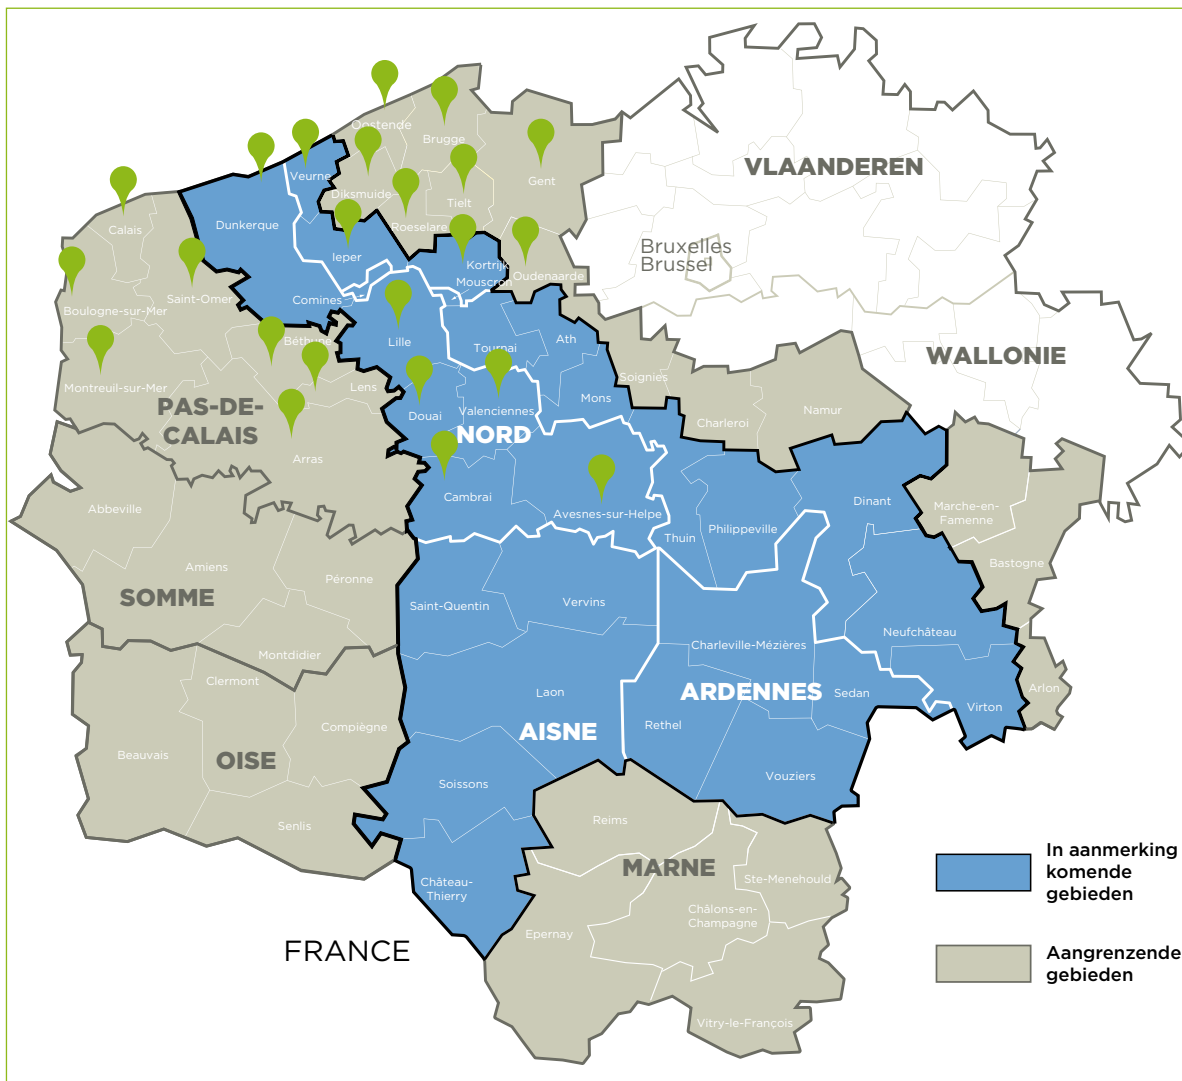 VLAANDEREN
Bruxelles
Brussel
WALLONIE
Oostende
Brugge
Veurne
Diksmuide
Tielt
Gent
Dunkerque
Calais
Roeselare
Ieper
Kortrijk
Mouscron
Oudenaarde
Comines
Saint-Omer
Boulogne-sur-Mer
Lille
Béthune
Tournai
Ath
Soignies
Montreuil-sur-Mer
Lens
Mons
PAS-DE-
CALAIS
Douai
Valenciennes
NORD
Charleroi
Namur
Arras
Cambrai
Avesnes-sur-Helpe
Thuin
Philippeville
Dinant
Marche-en-
Famenne
Abbeville
Bastogne
Amiens
Péronne
SOMME
Saint-Quentin
Vervins
Neufchâteau
Charleville-Mézières
Montdidier
Clermont
Laon
ARDENNES
Sedan
Arlon
Virton
Compiègne
Rethel
AISNE
Beauvais
OISE
Soissons
Vouziers
Senlis
Reims
MARNE
Château-
Thierry
Ste-Menehould
Châlons-en-
Champagne
Epernay
FRANCE
Vitry-le-François
In aanmerking
komende
gebieden
Aangrenzende
gebieden